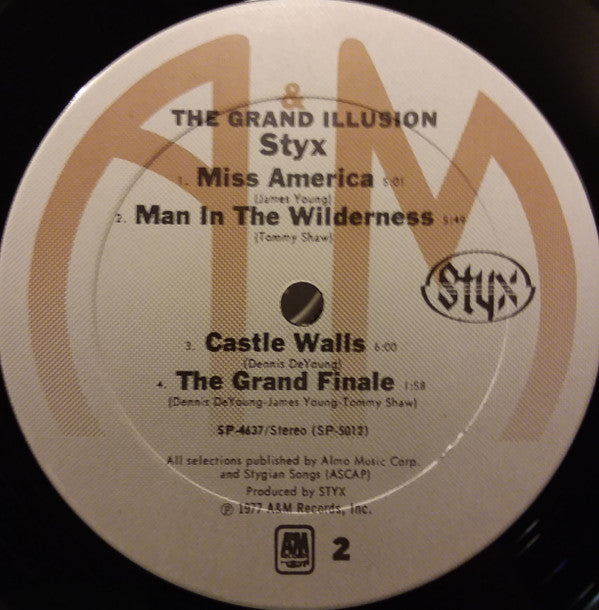 &
THE GRAND ILLUSION
Styx
1. Miss America 5:01
(James Young)
2. Man In The Wilderness 5:49
(Tommy Shaw)
Styx
3. Castle Walls 6:00
(Dennis DeYoung)
4. The Grand Finale 1:58
(Dennis DeYoung-James Young-Tommy Shaw)
SP-4637/Stereo (SP-5012)
All selections published by Almo Music Corp.
and Stygian Songs (ASCAP)
Produced by STYX
℗ 1977 A&M Records, Inc.
A&M 2